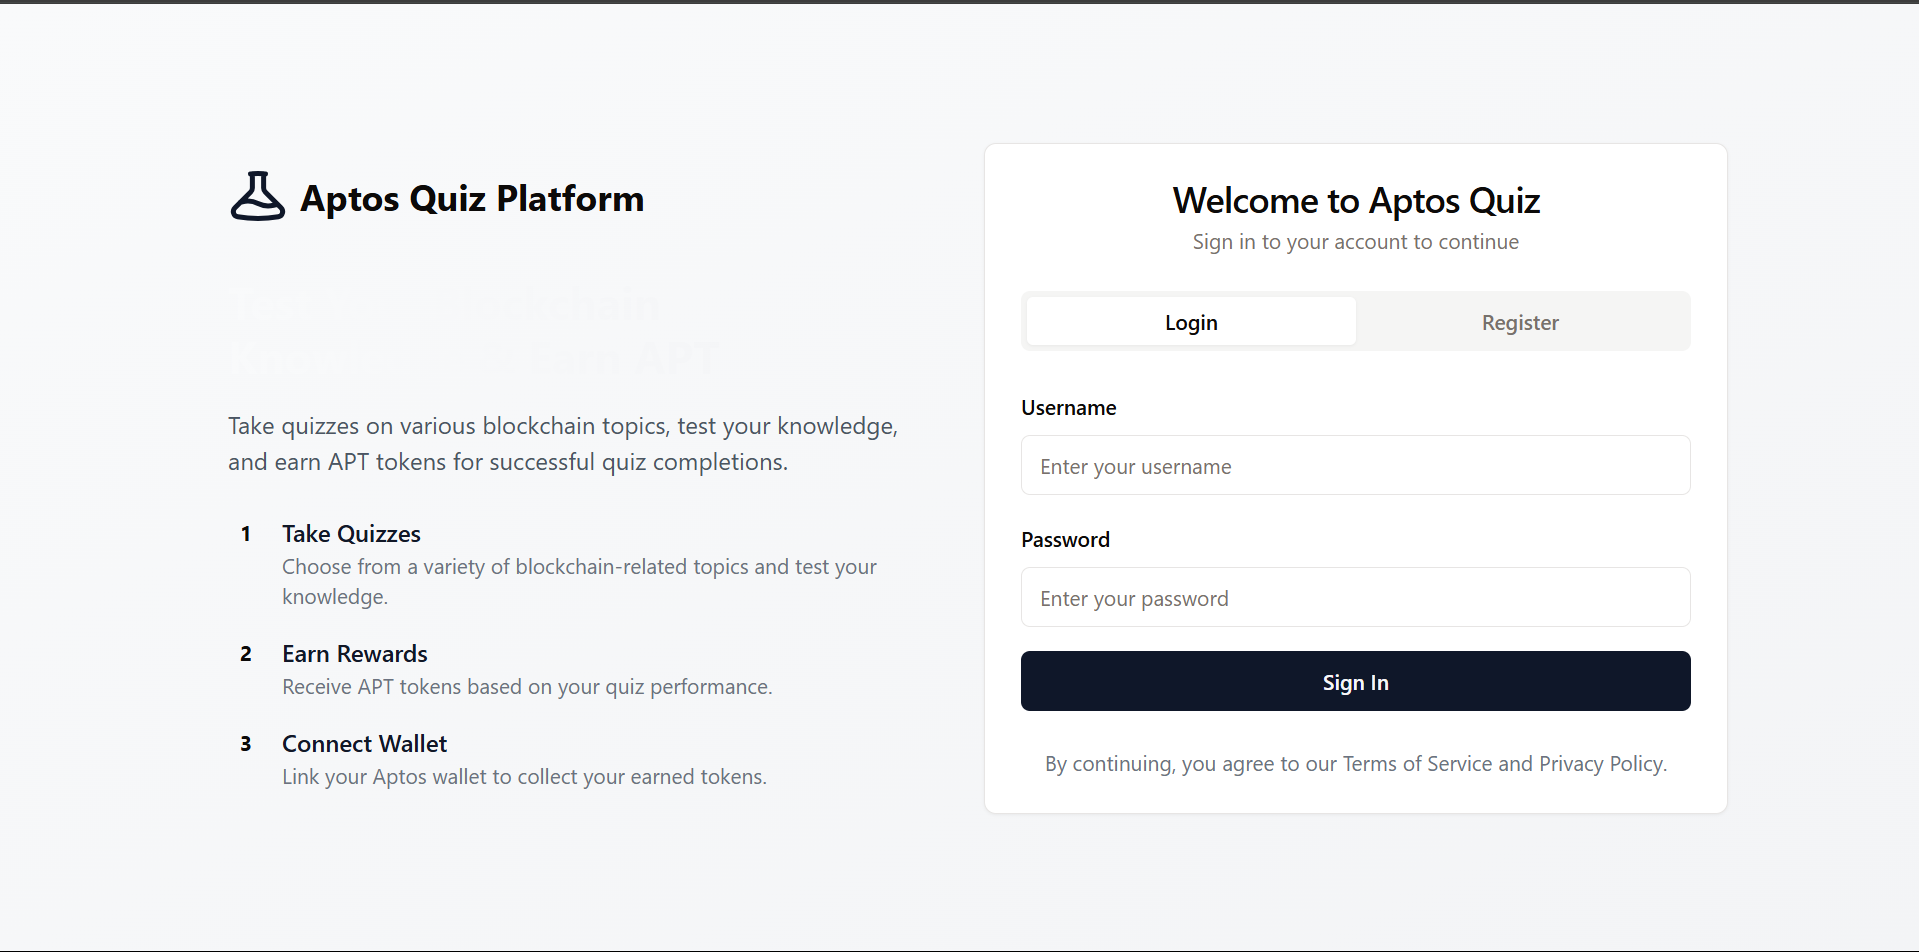 Aptos Quiz Platform
kchain
Earn APT
Take quizzes on various blockchain topics, test your knowledge,
and earn APT tokens for successful quiz completions.
1 Take Quizzes
Choose from a variety of blockchain-related topics and test your
knowledge.
2 Earn Rewards
Receive APT tokens based on your quiz performance.
3 Connect Wallet
Link your Aptos wallet to collect your earned tokens.
Welcome to Aptos Quiz
Sign in to your account to continue
Login Register
Username
Enter your username
Password
Enter your password
Sign In
By continuing, you agree to our Terms of Service and Privacy Policy.